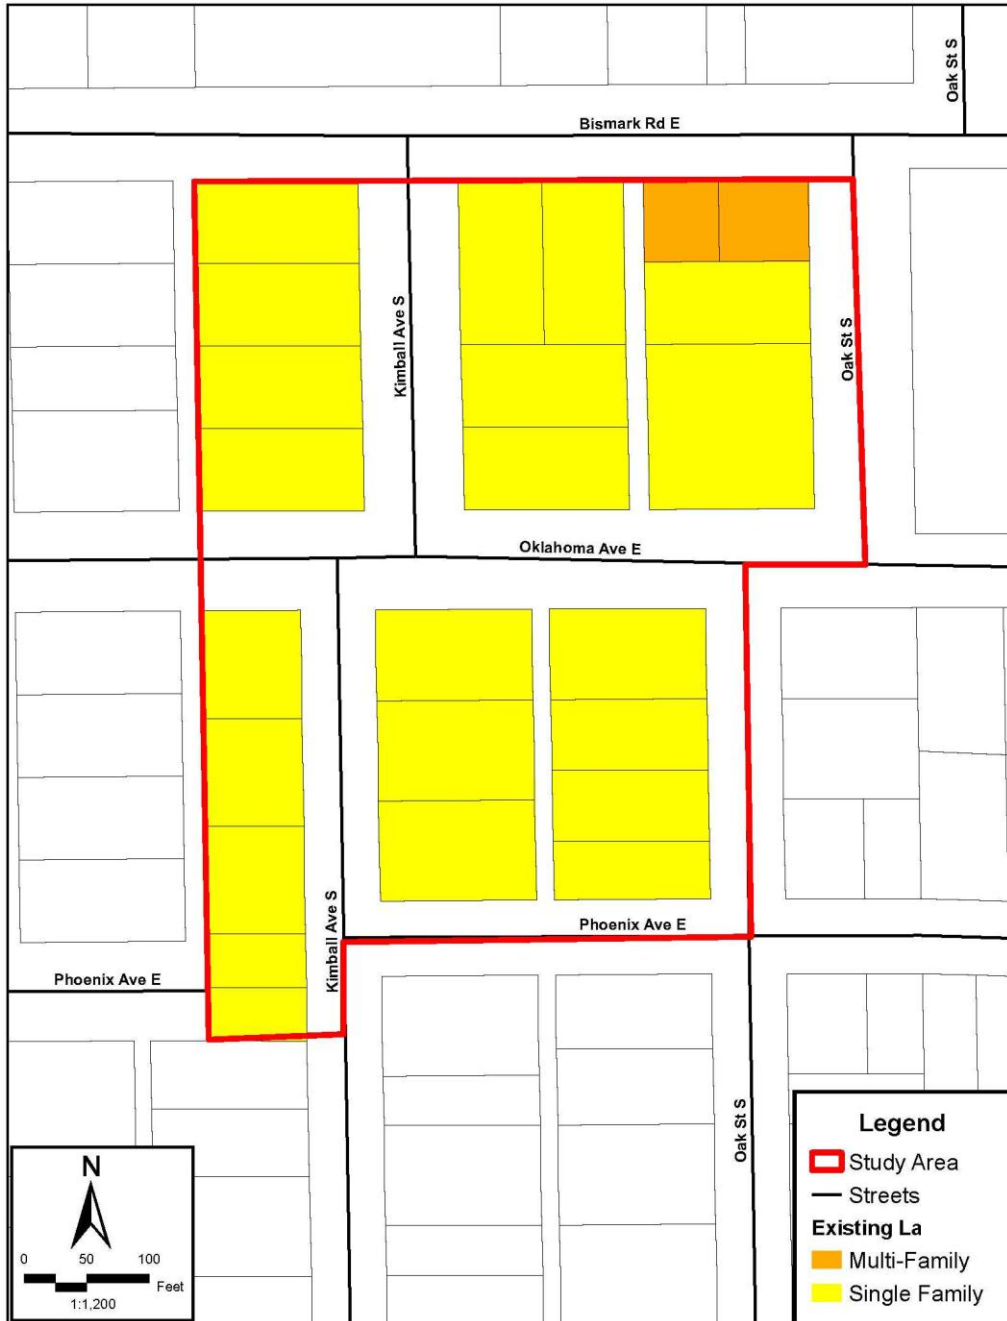 Oak St S
Bismark Rd E
Kimball Ave S
Oak St S
Oklahoma Ave E
Kimball Ave S
Phoenix Ave E
Phoenix Ave E
Oak St S
N
0 50 100
Feet
1:1,200
Legend
Study Area
Streets
Existing La
Multi-Family
Single Family